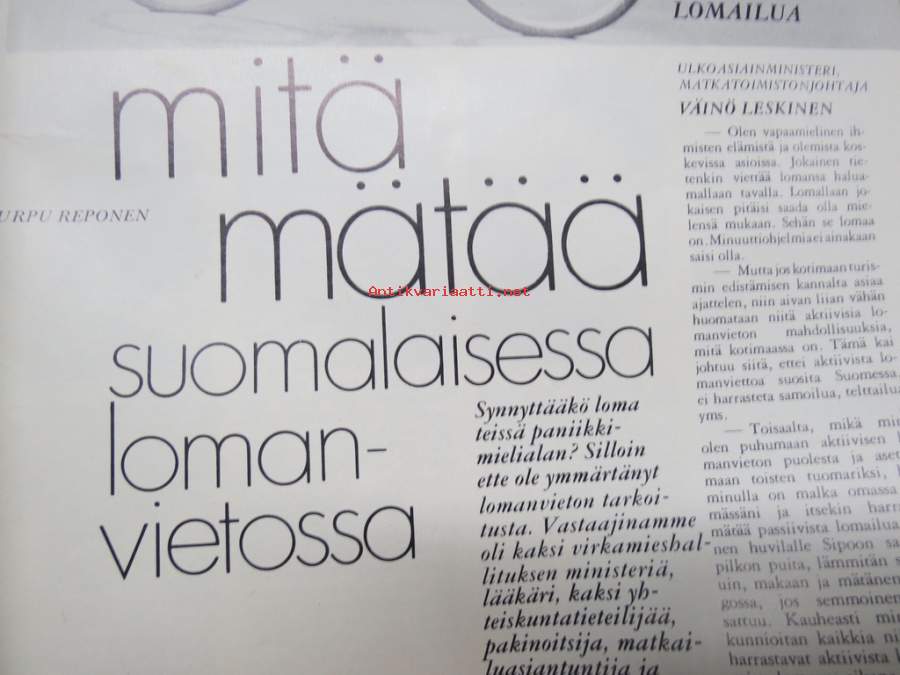 LOMAILUA
mitä
mätää
suomalaisessa
loman-
vietossa
URPU REPONEN
Antikvariaatti.net
Synnyttääkö loma
teissä paniikki-
mielialan? Silloin
ette ole ymmärtänyt
lomanvieton tarkoi-
tusta. Vastaajinamme
oli kaksi virkamieshal-
lituksen ministeriä,
lääkäri, kaksi yh-
teiskuntatieteilijää,
pakinoitsija, matkai-
luasiantuntija ja
ULKOASIAINMINISTERI,
MATKATOIMISTONJOHTAJA
VÄINÖ LESKINEN
— Olen vapaamielinen ih-
misten elämistä ja olemista kos-
kevissa asioissa. Jokainen tie-
tenkin viettää lomansa halua-
mallaan tavalla. Lomallaan jo-
kaisen pitäisi saada olla mie-
lensä mukaan. Sehän se lomaa
on. Minuuttiohjelmia ei ainakaan
saisi olla.
— Mutta jos kotimaan turis-
min edistämisen kannalta asiaa
ajattelen, niin aivan liian vähän
huomataan niitä aktiivisia lo-
manvieton mahdollisuuksia,
mitä kotimaassa on. Tämä kai
johtuu siitä, ettei aktiivista lo-
manviettoa suosita Suomessa.
ei harrasteta samoilua, telttailua
yms.
— Toisaalta, mikä min
olen puhumaan aktiivisen l
manvieton puolesta ja aset
maan toisten tuomariksi,
minulla on malka omassa
mässäni ja itsekin harr
mätää passiivista lomailua
nen huvilalle Sipoon sa
pilkon puita, lämmitän s
uin, makaan ja mätänen
gossa, jos semmoinen
sattuu. Kauheasti min
kunnioitan kaikkia ni
harrastavat aktiivista